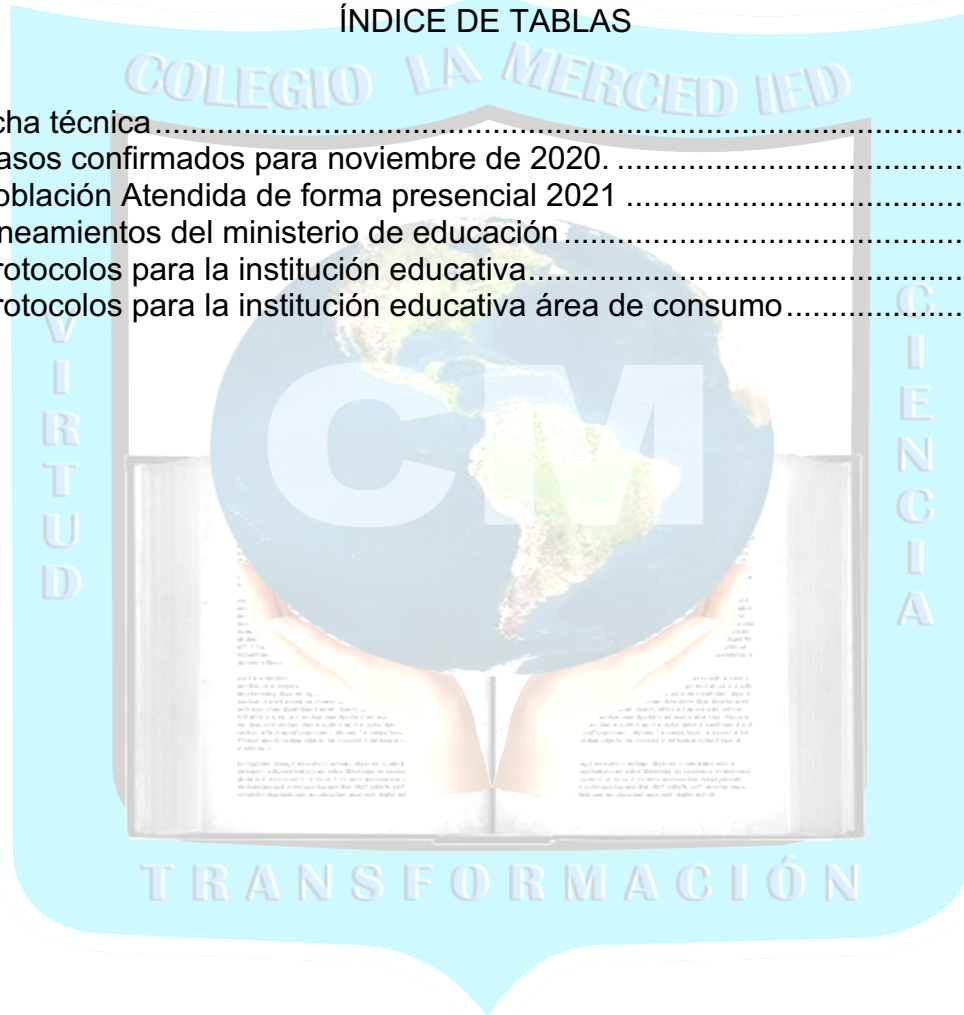 ÍNDICE DE TABLAS
COLEGIO LA MERCED IED
cha técnica
asos confirmados para noviembre de 2020.
oblación Atendida de forma presencial 2021
neamientos del ministerio de educación
rotocolos para la institución educativa
rotocolos para la institución educativa área de consumo
VIRTUD
CM
CIENCIA
TRANSFORMACIÓN